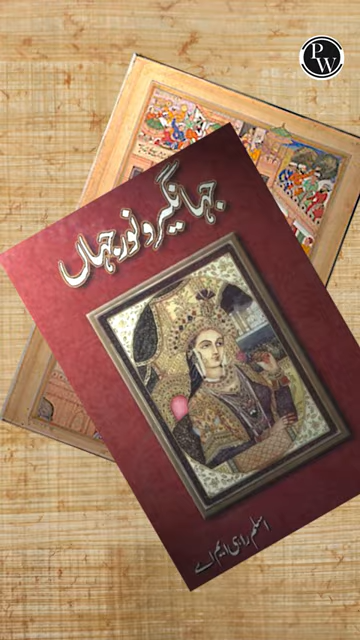 PW
جہانگیر و نور جہاں
اسلم راہی ایم اے